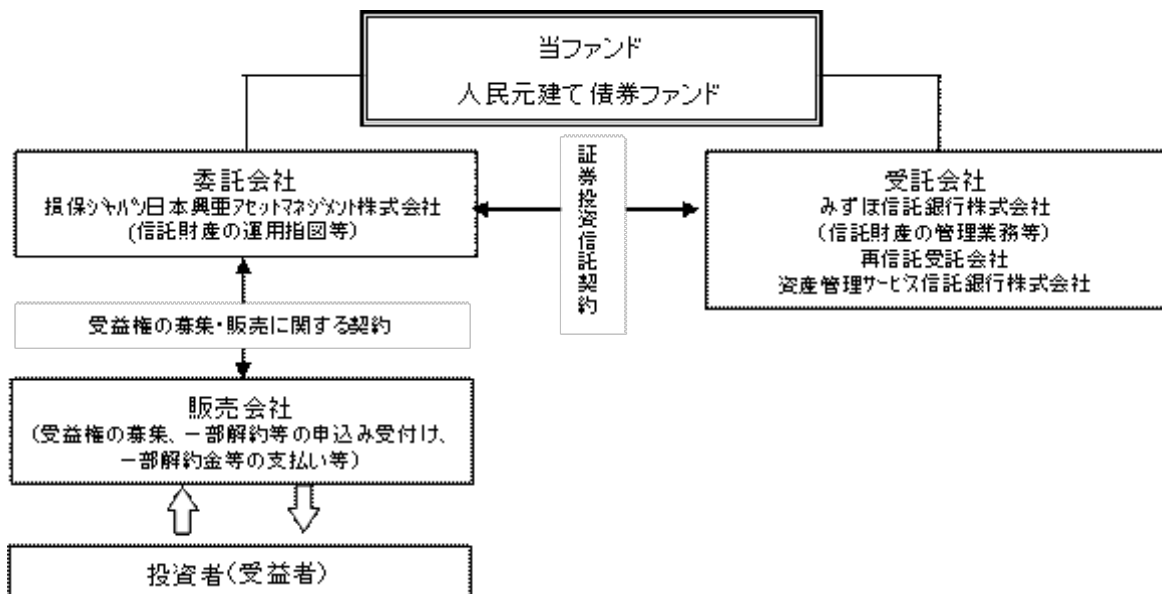 当ファンド
人民元建て債券ファンド
委託会社
損保ジャパン日本興亜アセットマネジメント株式会社
(信託財産の運用指図等)
証券投資信託契約
受託会社
みずほ信託銀行株式会社
(信託財産の管理業務等)
再信託受託会社
資産管理サービス信託銀行株式会社
受益権の募集・販売に関する契約
販売会社
(受益権の募集、一部解約等の申込み受付け、
一部解約金等の支払い等)
投資者(受益者)